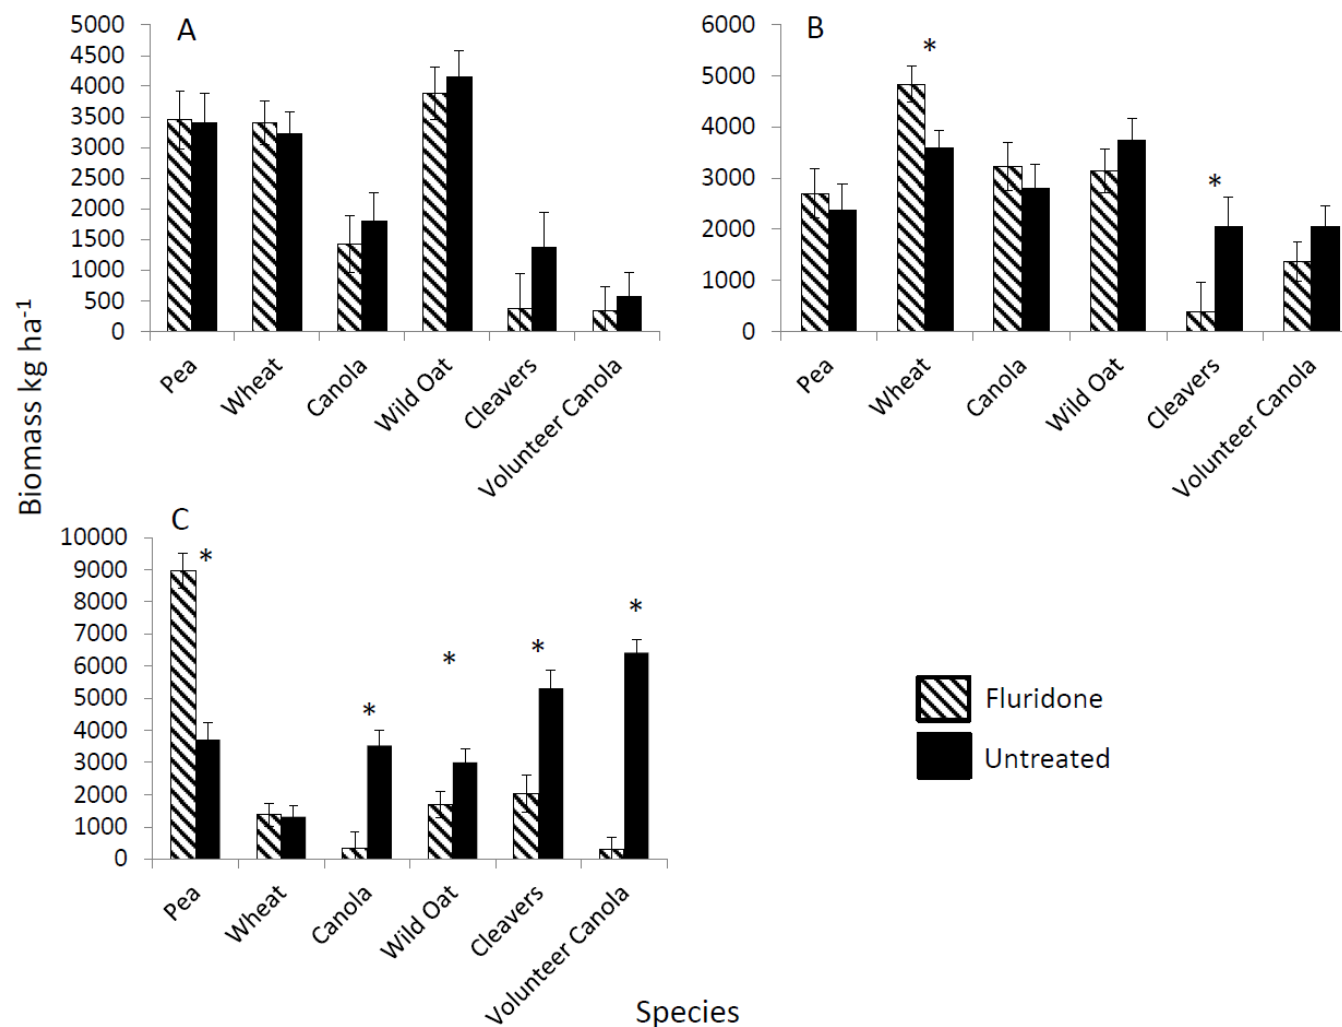 Biomass kg ha-1
A
5000
4500
4000
3500
3000
2500
2000
1500
1000
500
0
Pea
Wheat
Canola
Wild Oat
Cleavers
Volunteer Canola
B
6000
5000
4000
3000
2000
1000
0
*
*
Pea
Wheat
Canola
Wild Oat
Cleavers
Volunteer Canola
C
10000
9000
8000
7000
6000
5000
4000
3000
2000
1000
0
*
*
*
*
*
Pea
Wheat
Canola
Wild Oat
Cleavers
Volunteer Canola
Fluridone
Untreated
Species